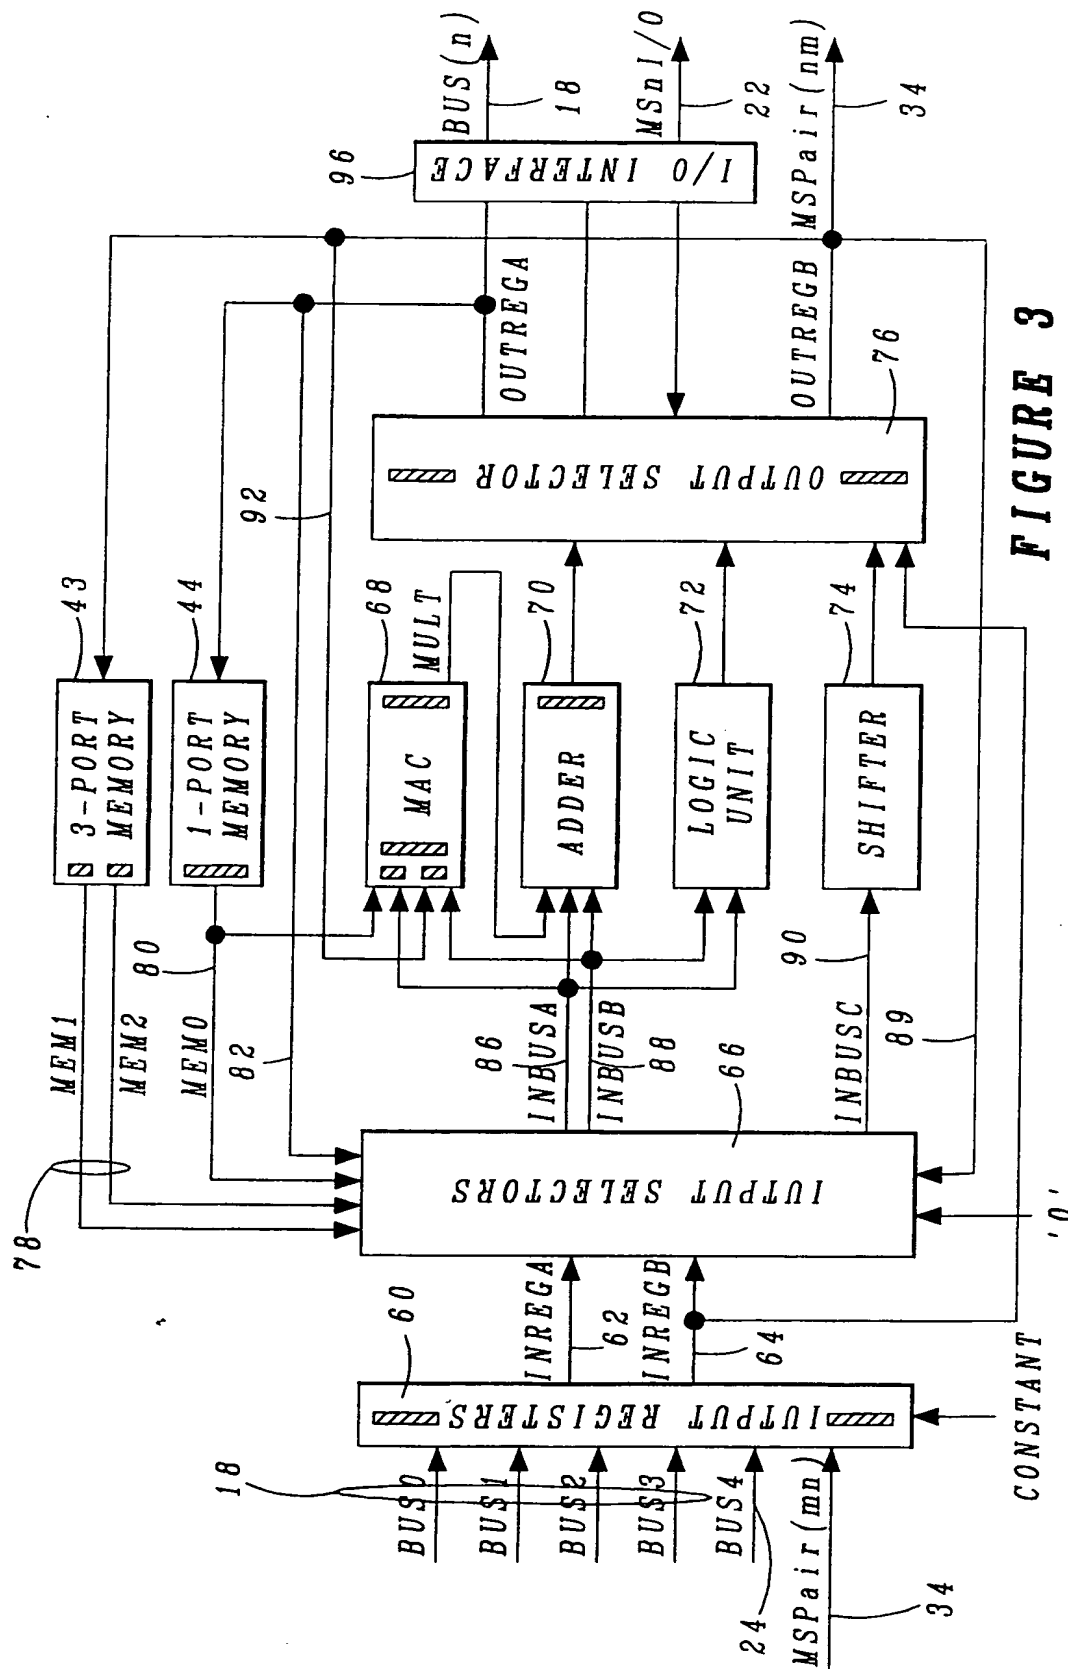 78
MEM1
MEM2
3-PORT
MEMORY
43
80
MEM0
1-PORT
MEMORY
44
82
92
18
60
BUS0
BUS1
BUS2
BUS3
BUS4
24
MSPair(mn)
34
IUTPUT REGISTERS
CONSTANT
INREGA
62
INREGB
64
IUTPUT SELECTORS
66
'0'
INBUSA
86
INBUSB
88
INBUSC
90
89
MAC
68
MULT
ADDER
70
LOGIC
UNIT
72
SHIFTER
74
OUTPUT SELECTOR
76
OUTREGA
OUTREGB
96
I/O INTERFACE
BUS(n)
18
MSnI/O
22
MSPair(nm)
34
FIGURE 3